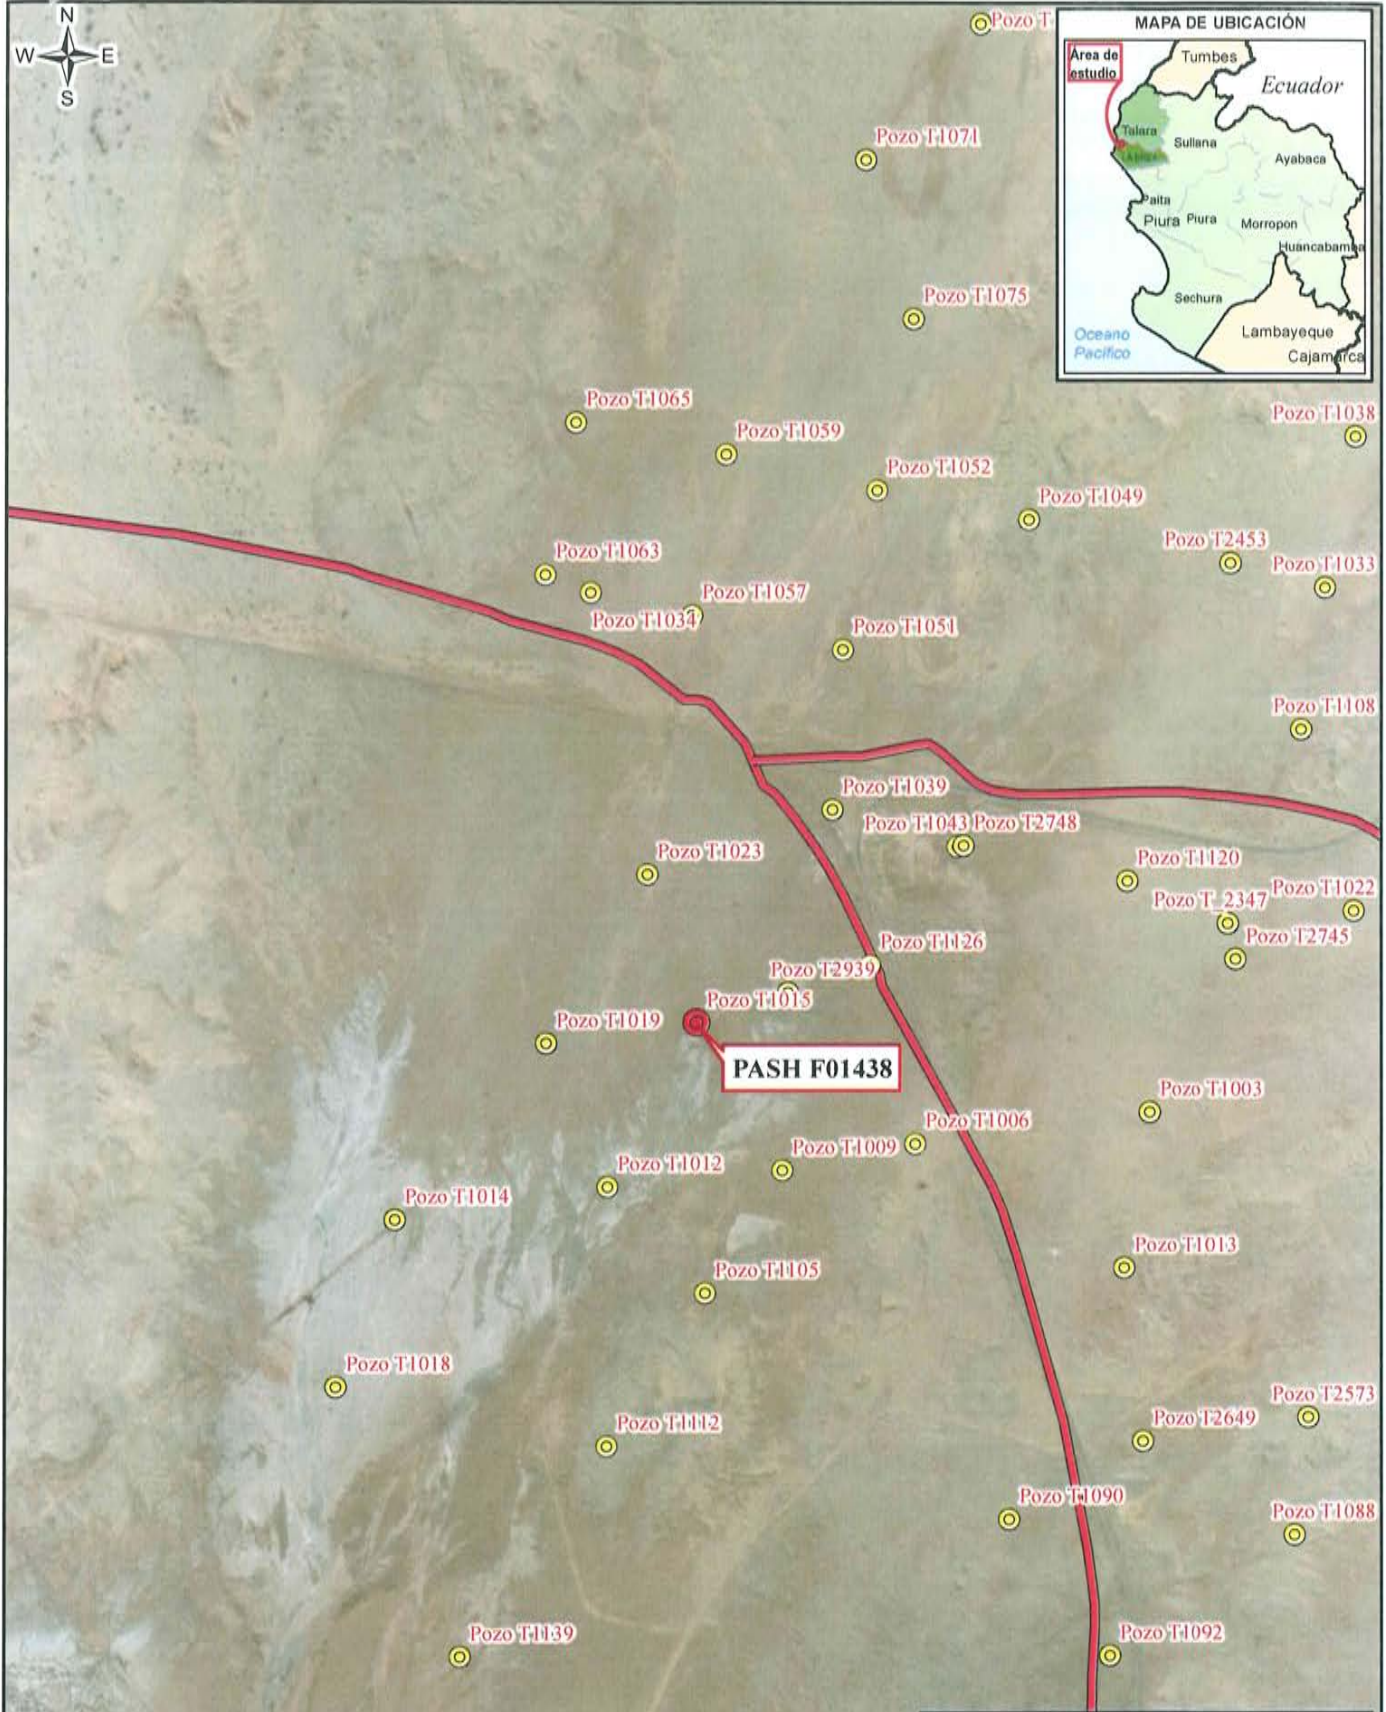 N
W E
S
Pozo T
MAPA DE UBICACIÓN
Área de
estudio
Tumbes
Ecuador
Talara
Sullana
Ayabaca
Paita
Piura
Piura
Morropon
Huancabamba
Sechura
Lambayeque
Cajamarca
Oceano
Pacífico
Pozo T1071
Pozo T1075
Pozo T1065
Pozo T1059
Pozo T1038
Pozo T1052
Pozo T1049
Pozo T2453
Pozo T1063
Pozo T1033
Pozo T1057
Pozo T1034
Pozo T1051
Pozo T1108
Pozo T1039
Pozo T1043
Pozo T2748
Pozo T1023
Pozo T1120
Pozo T1022
Pozo T_2347
Pozo T2745
Pozo T1126
Pozo T2939
Pozo T1015
Pozo T1019
PASH F01438
Pozo T1003
Pozo T1006
Pozo T1009
Pozo T1012
Pozo T1014
Pozo T1013
Pozo T1105
Pozo T1018
Pozo T2573
Pozo T2649
Pozo T1112
Pozo T1090
Pozo T1088
Pozo T1139
Pozo T1092